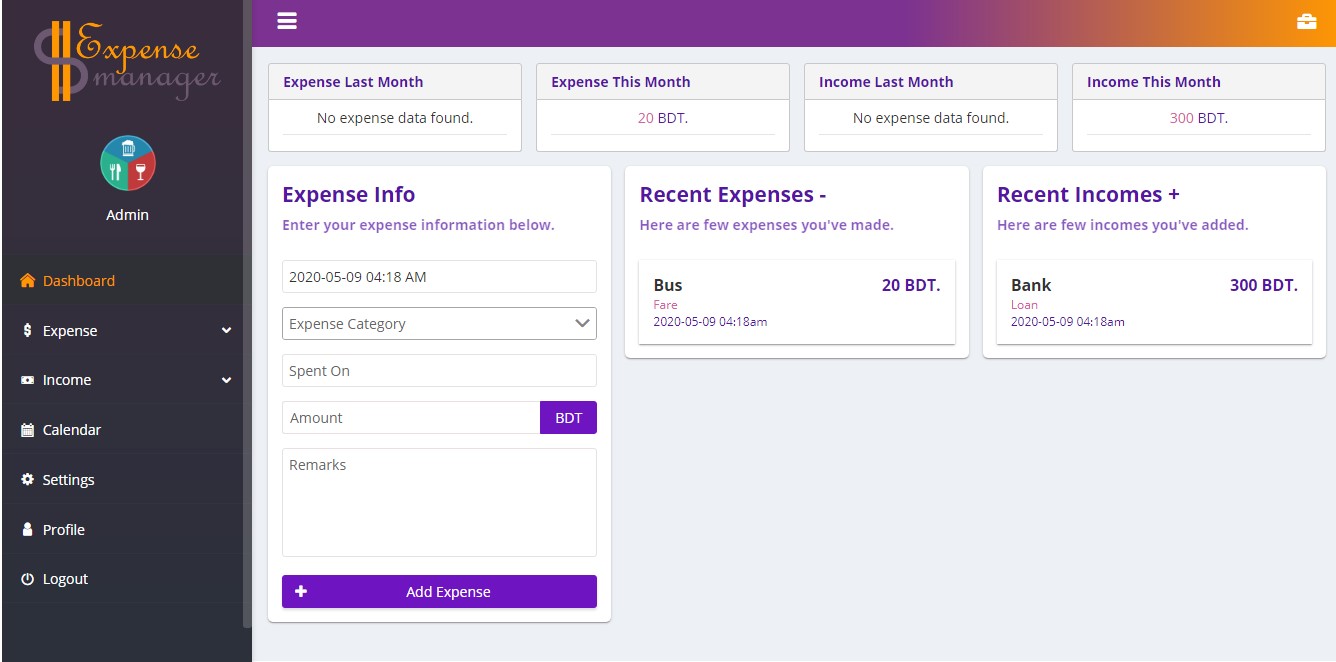 Expense
manager
Admin
Dashboard
Expense
Income
Calendar
Settings
Profile
Logout
Expense Last Month
No expense data found.
Expense This Month
20 BDT.
Income Last Month
No expense data found.
Income This Month
300 BDT.
Expense Info
Enter your expense information below.
2020-05-09 04:18 AM
Expense Category
Spent On
Amount BDT
Remarks
Add Expense
Recent Expenses -
Here are few expenses you've made.
Bus 20 BDT.
Fare
2020-05-09 04:18am
Recent Incomes +
Here are few incomes you've added.
Bank 300 BDT.
Loan
2020-05-09 04:18am